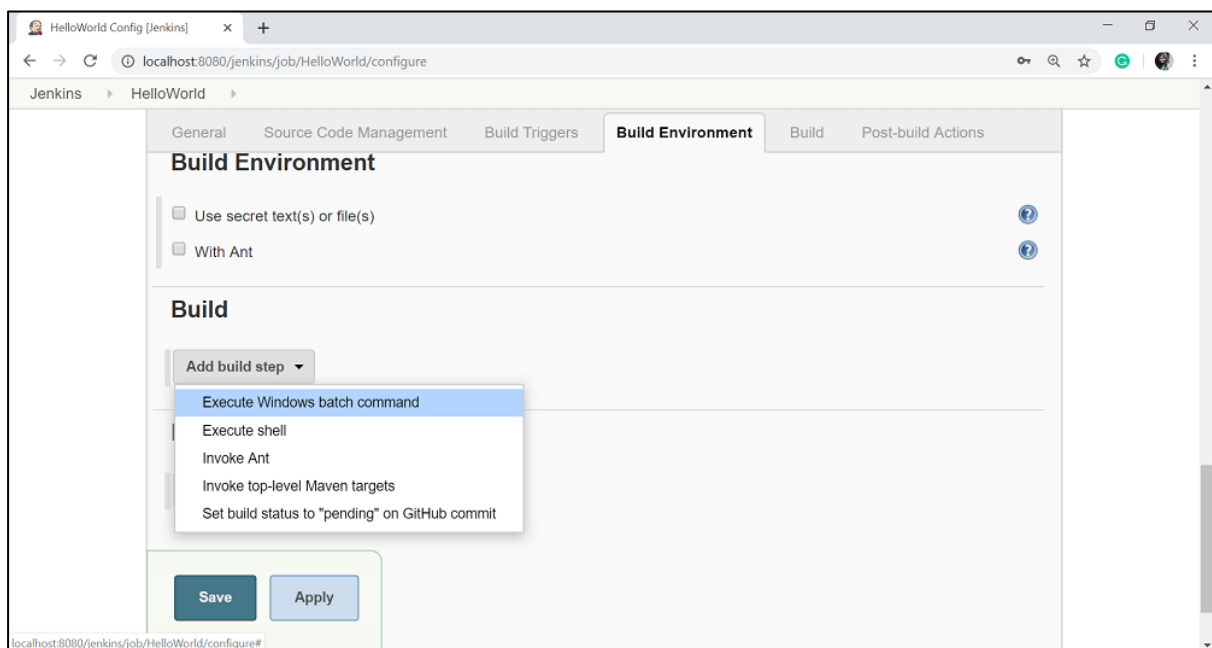 HelloWorld Config [Jenkins]
localhost:8080/jenkins/job/HelloWorld/configure
Jenkins HelloWorld
General Source Code Management Build Triggers Build Environment Build Post-build Actions
Build Environment
Use secret text(s) or file(s)
With Ant
Build
Add build step
Execute Windows batch command
Execute shell
Invoke Ant
Invoke top-level Maven targets
Set build status to "pending" on GitHub commit
Save Apply
localhost:8080/jenkins/job/HelloWorld/configure#